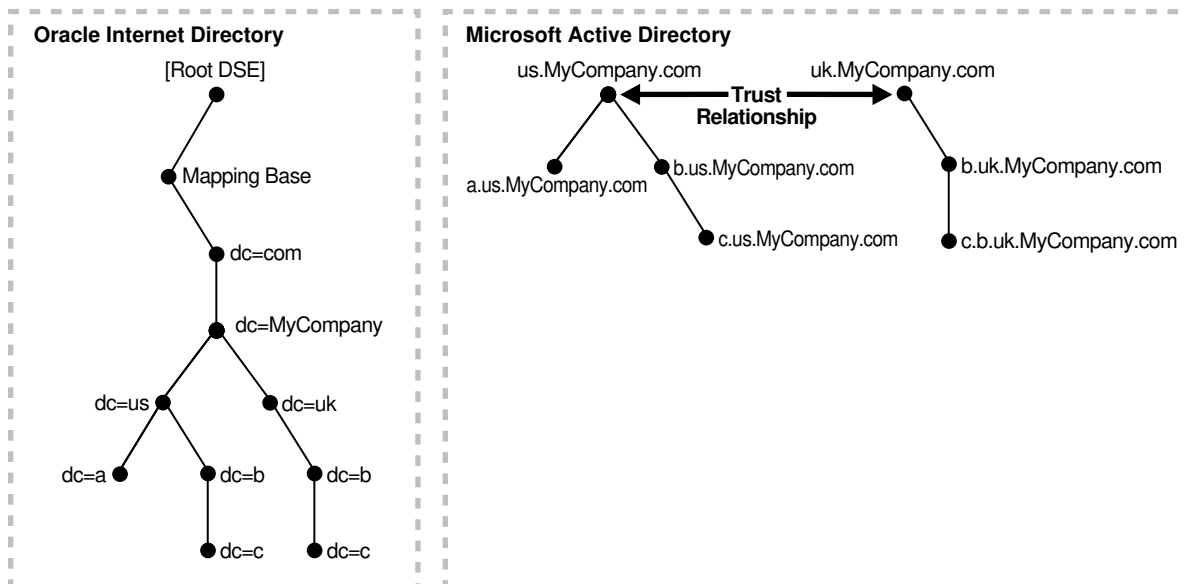 Oracle Internet Directory
[Root DSE]
Mapping Base
dc=com
dc=MyCompany
dc=us
dc=uk
dc=a
dc=b
dc=b
dc=c
dc=c
Microsoft Active Directory
us.MyCompany.com
uk.MyCompany.com
Trust
Relationship
a.us.MyCompany.com
b.us.MyCompany.com
b.uk.MyCompany.com
c.us.MyCompany.com
c.b.uk.MyCompany.com